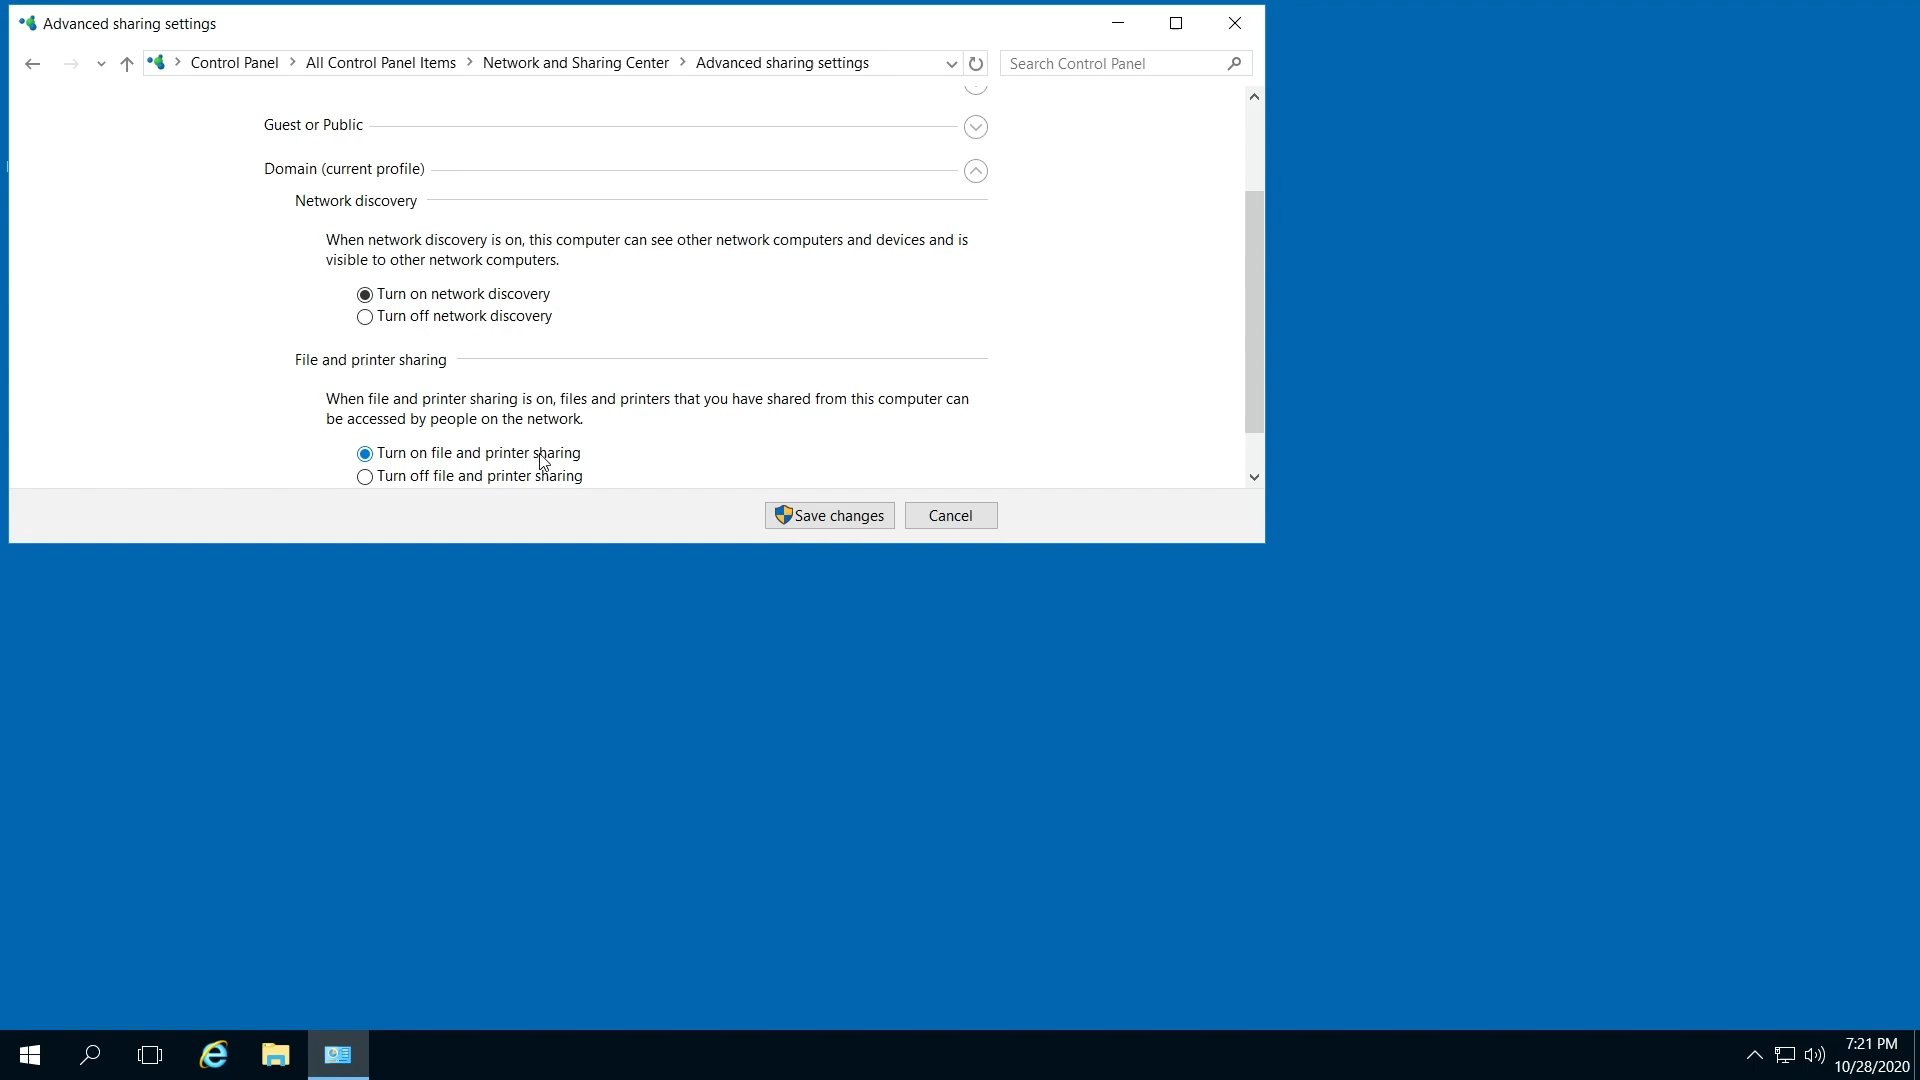 Advanced sharing settings
Control Panel > All Control Panel Items > Network and Sharing Center > Advanced sharing settings
Search Control Panel
Guest or Public
Domain (current profile)
Network discovery
When network discovery is on, this computer can see other network computers and devices and is
visible to other network computers.
Turn on network discovery
Turn off network discovery
File and printer sharing
When file and printer sharing is on, files and printers that you have shared from this computer can
be accessed by people on the network.
Turn on file and printer sharing
Turn off file and printer sharing
Save changes
Cancel
7:21 PM
10/28/2020